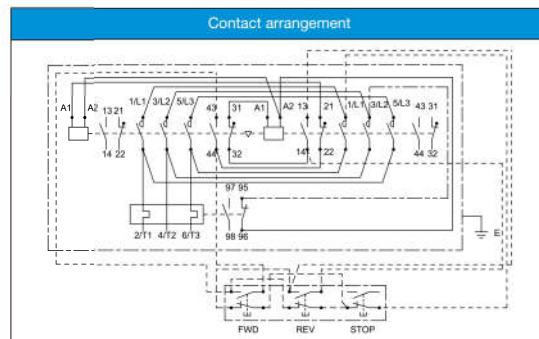 Contact arrangement
A1 A2 13 21 1/L1 3/L2 5/L3 43 31 A1 A2 13 21 1/L1 3/L2 5/L3 43 31
14 22 44 32 14 22 44 32
97 95
2/T1 4/T2 6/T3 98 96
E
FWD REV STOP